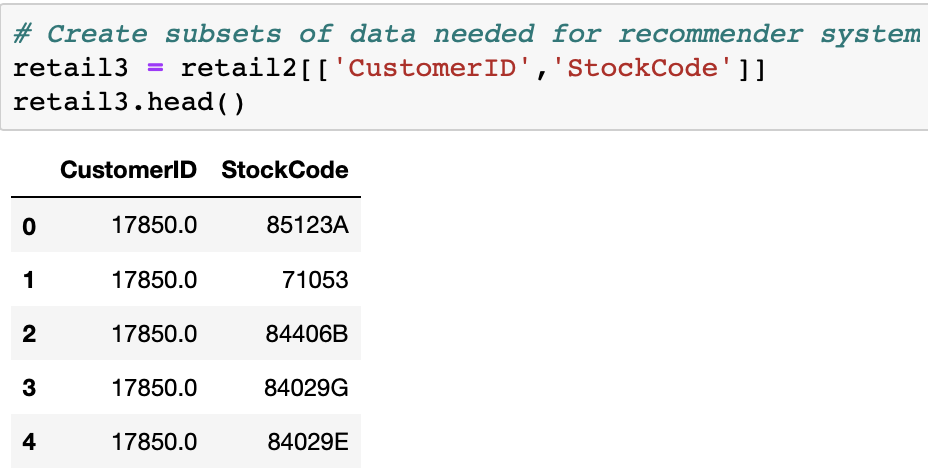 # Create subsets of data needed for recommender system
retail3 = retail2[['CustomerID','StockCode']]
retail3.head()
CustomerID StockCode
0 17850.0 85123A
1 17850.0 71053
2 17850.0 84406B
3 17850.0 84029G
4 17850.0 84029E